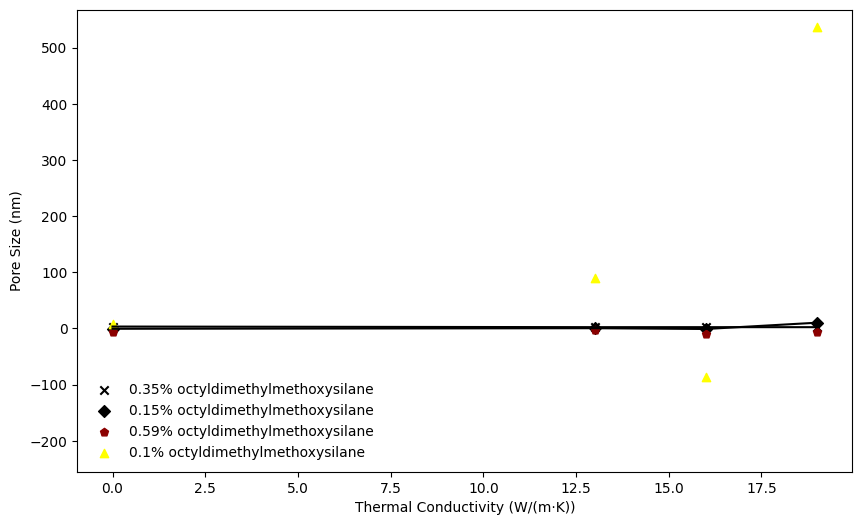 500
400
300
200
100
0
−100
−200
Pore Size (nm)
0.35% octyldimethylmethoxysilane
0.15% octyldimethylmethoxysilane
0.59% octyldimethylmethoxysilane
0.1% octyldimethylmethoxysilane
0.0 2.5 5.0 7.5 10.0 12.5 15.0 17.5
Thermal Conductivity (W/(m·K))